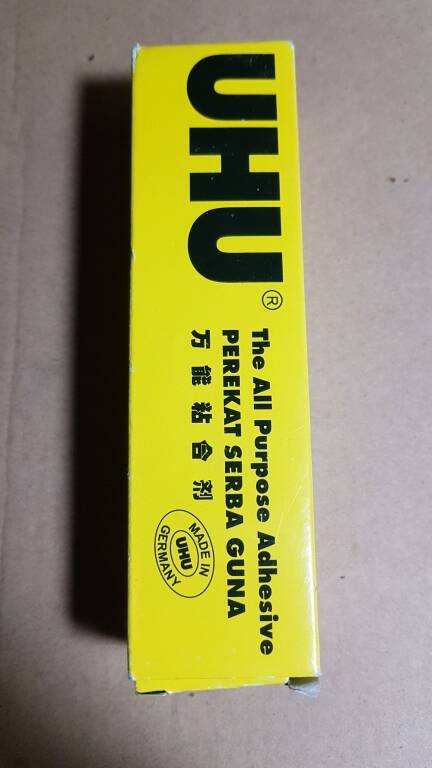 UHU®
The All Purpose Adhesive
PEREKAT SERBA GUNA
万能粘合剂
MADE IN
UHU
GERMANY